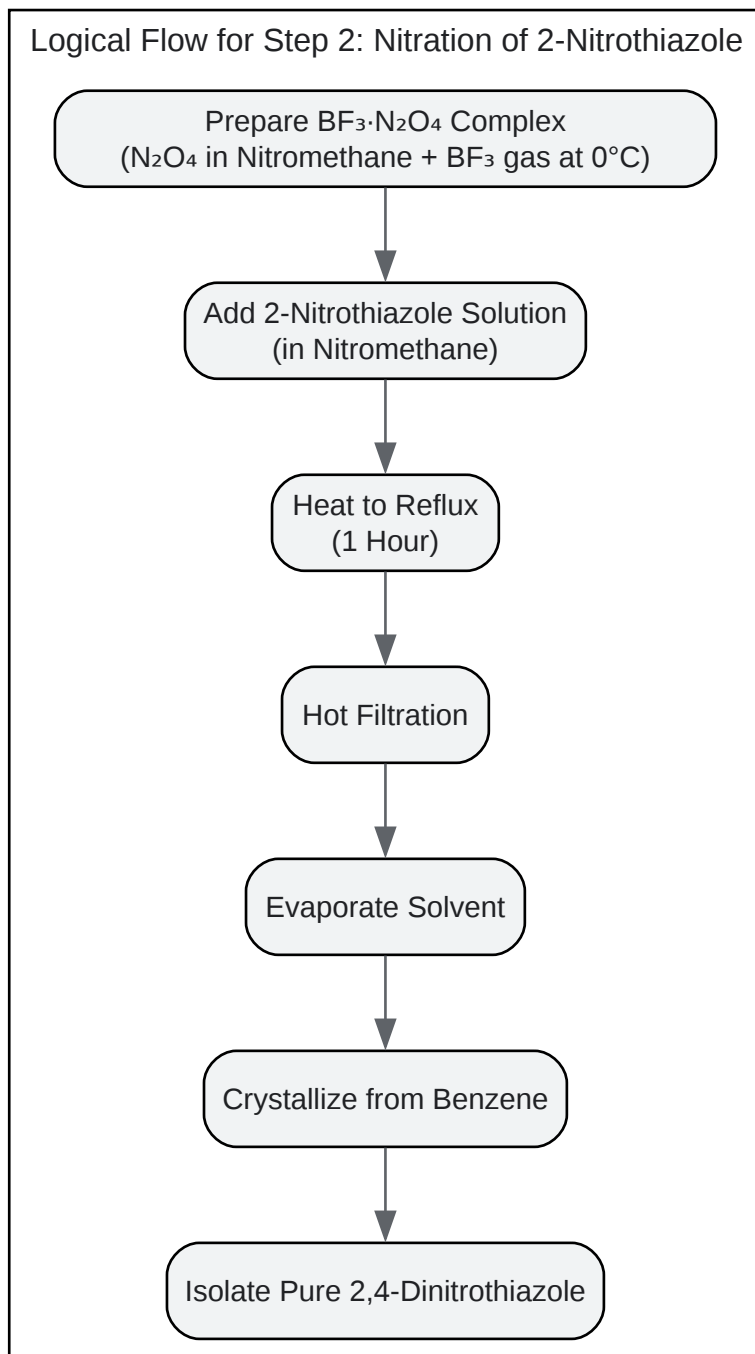 Logical Flow for Step 2: Nitration of 2-Nitrothiazole
Prepare BF₃·N₂O₄ Complex
(N₂O₄ in Nitromethane + BF₃ gas at 0°C)
Add 2-Nitrothiazole Solution
(in Nitromethane)
Heat to Reflux
(1 Hour)
Hot Filtration
Evaporate Solvent
Crystallize from Benzene
Isolate Pure 2,4-Dinitrothiazole